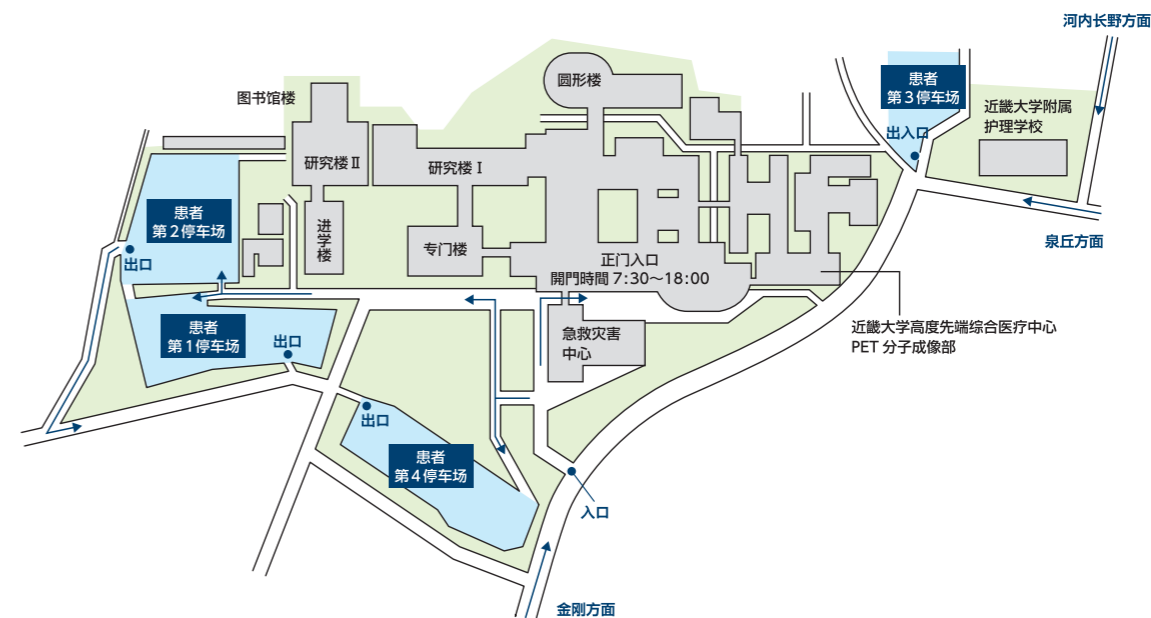 河内长野方面
圆形楼
患者
第3停车场
图书馆楼
近畿大学附属
护理学校
出入口
研究楼Ⅱ
研究楼Ⅰ
患者
第2停车场
进学楼
专门楼
泉丘方面
出口
正门入口
開門時間 7:30～18:00
患者
第1停车场
出口
急救灾害
中心
近畿大学高度先端综合医疗中心
PET 分子成像部
出口
患者
第4停车场
入口
金刚方面